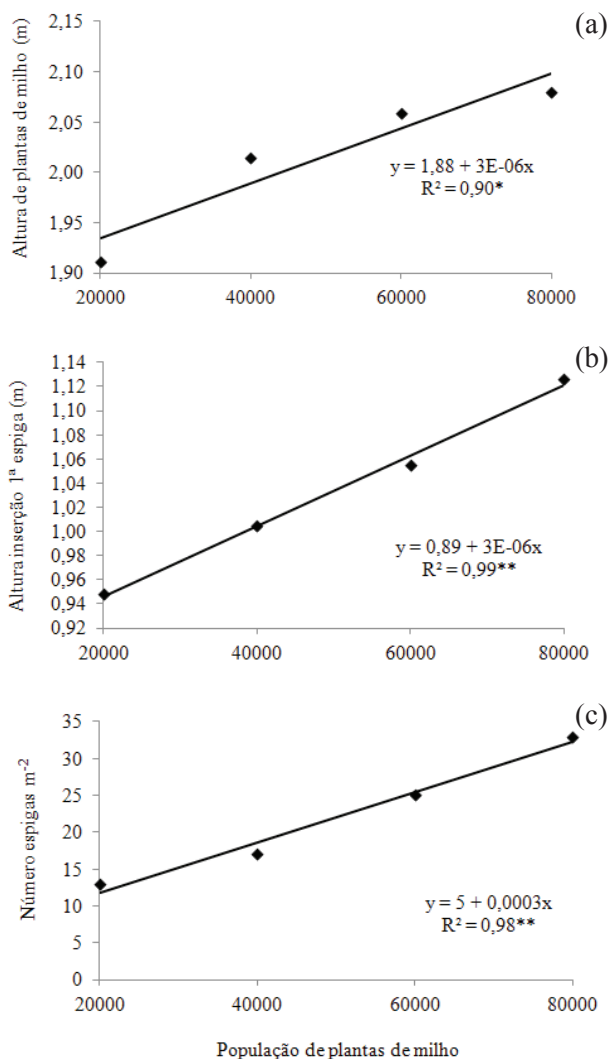 (a)
Altura de plantas de milho (m)
2,15
2,10
2,05
2,00
1,95
1,90
y = 1,88 + 3E-06x
R² = 0,90*
20000 40000 60000 80000
(b)
Altura inserção 1ª espiga (m)
1,14
1,12
1,10
1,08
1,06
1,04
1,02
1,00
0,98
0,96
0,94
0,92
y = 0,89 + 3E-06x
R² = 0,99**
20000 40000 60000 80000
(c)
Número espigas m⁻²
35
30
25
20
15
10
5
0
y = 5 + 0,0003x
R² = 0,98**
20000 40000 60000 80000
População de plantas de milho